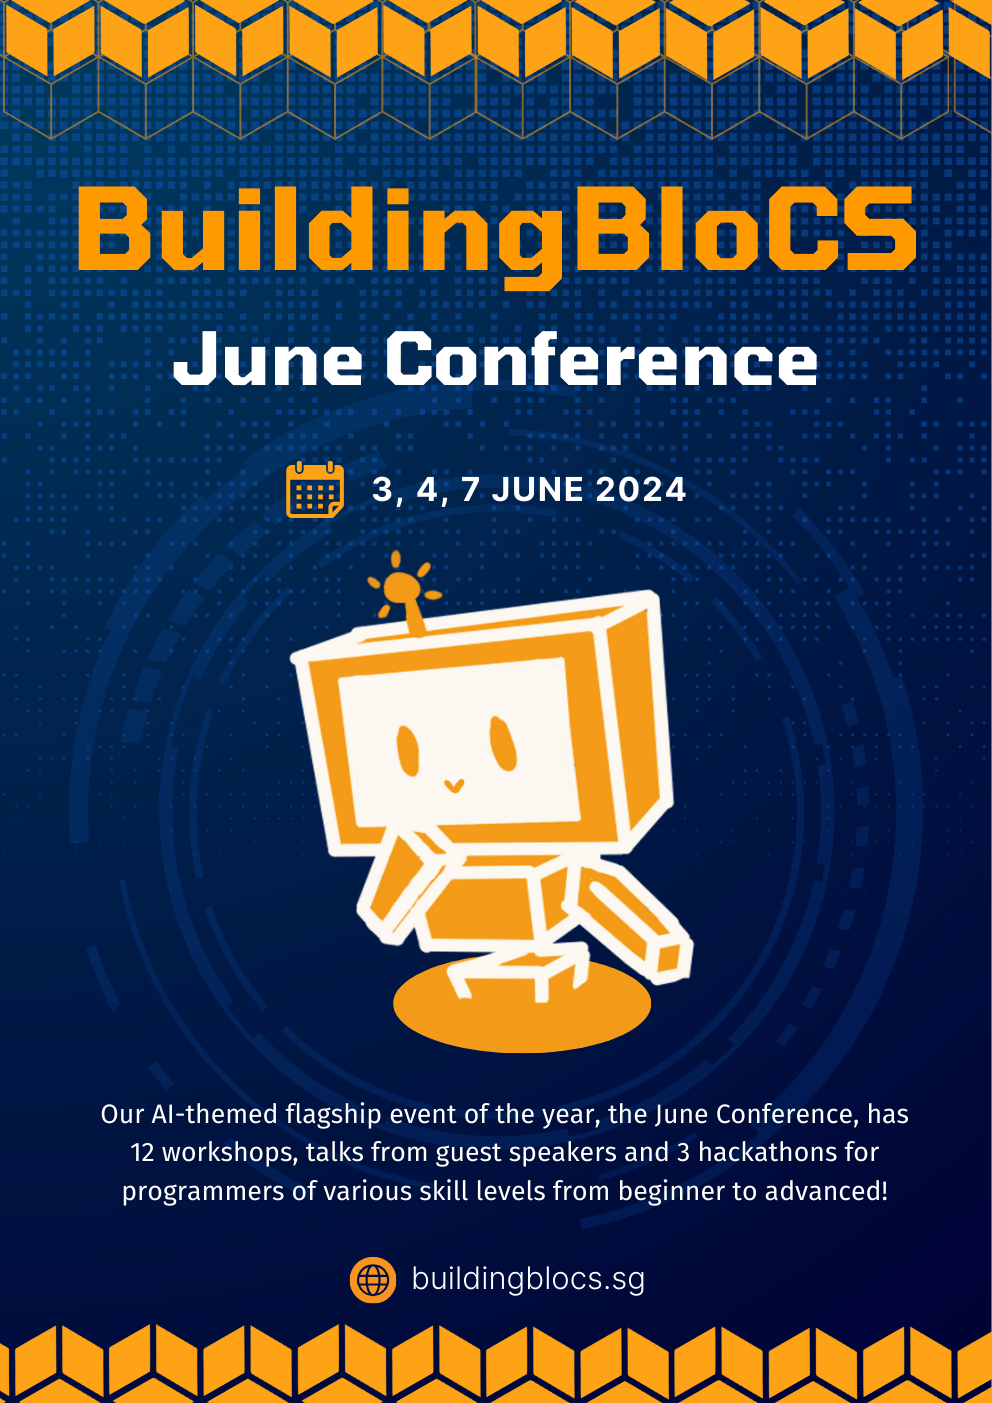 BuildingBloCS
June Conference
3, 4, 7 JUNE 2024
Our AI-themed flagship event of the year, the June Conference, has
12 workshops, talks from guest speakers and 3 hackathons for
programmers of various skill levels from beginner to advanced!
buildingblocs.sg